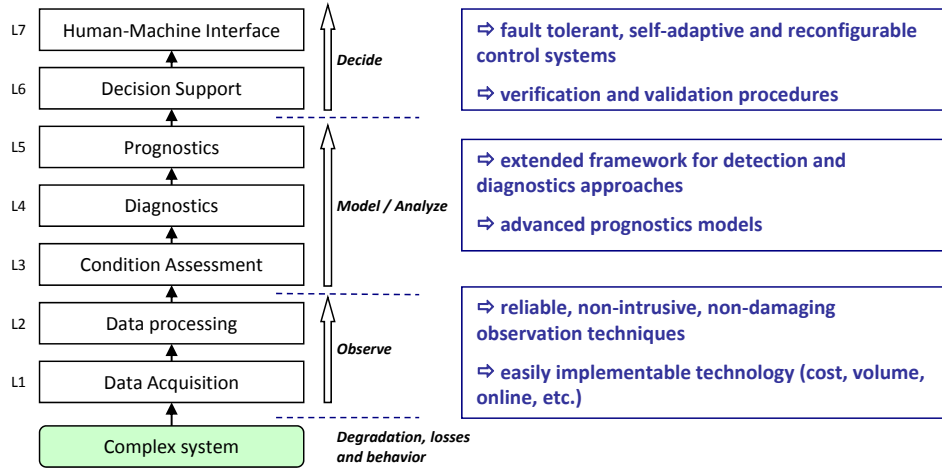 L7
Human-Machine Interface
L6
Decision Support
Decide
⇨ fault tolerant, self-adaptive and reconfigurable
control systems
⇨ verification and validation procedures
L5
Prognostics
L4
Diagnostics
L3
Condition Assessment
Model / Analyze
⇨ extended framework for detection and
diagnostics approaches
⇨ advanced prognostics models
L2
Data processing
L1
Data Acquisition
Observe
⇨ reliable, non-intrusive, non-damaging
observation techniques
⇨ easily implementable technology (cost, volume,
online, etc.)
Complex system
Degradation, losses
and behavior